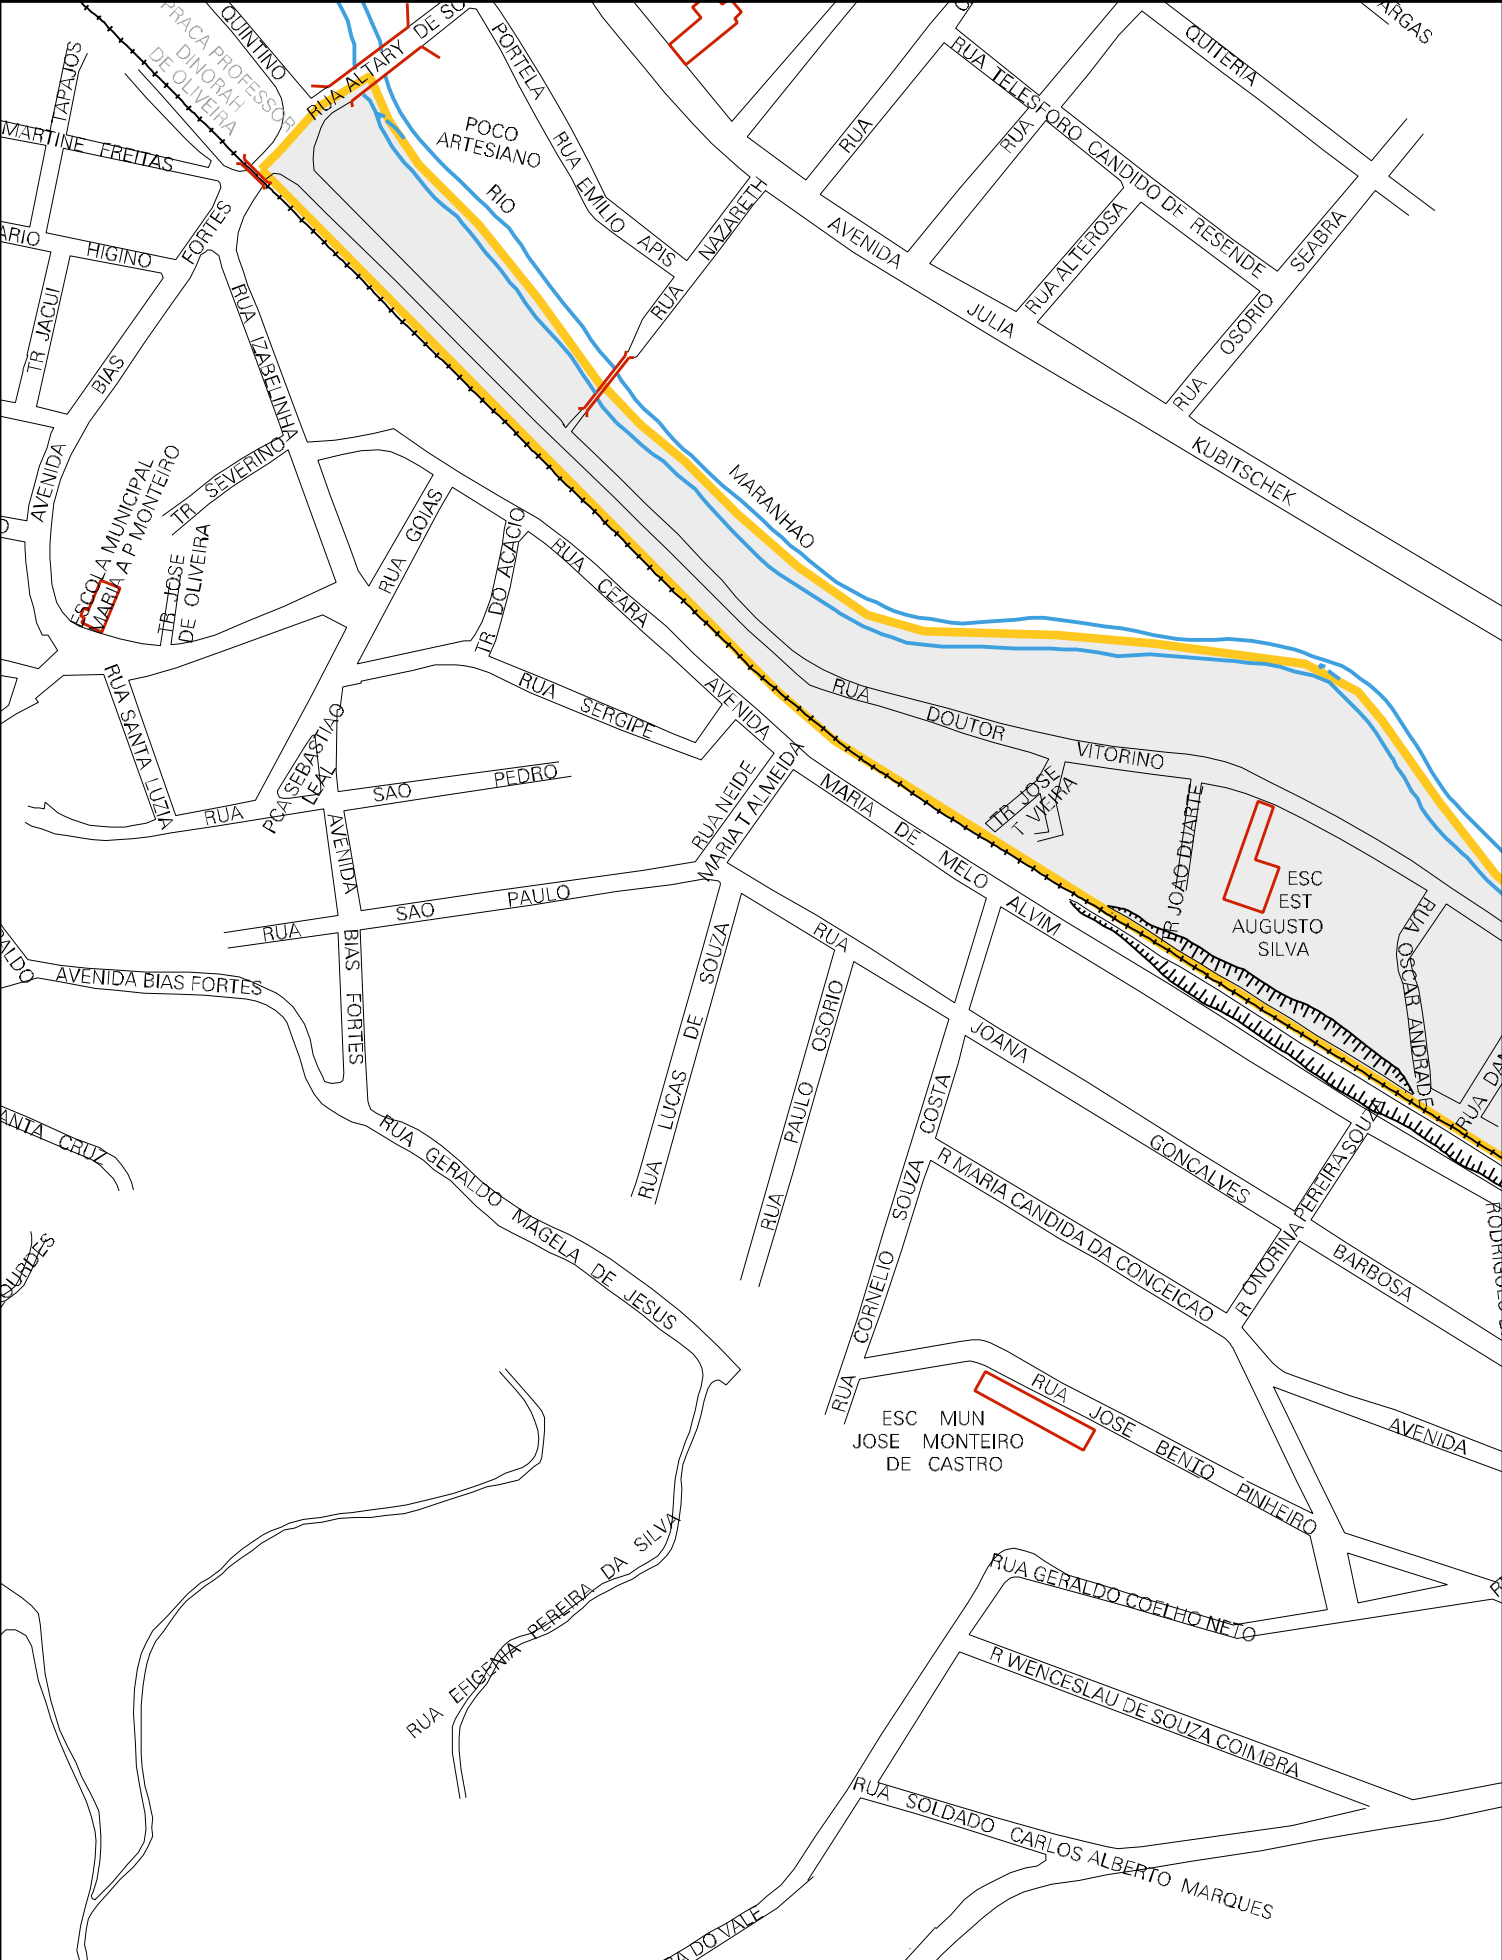 PRACA PROFESSOR
DINORAH
DE OLIVEIRA
QUINTINO
RUA ALTARY DE SO
PORTELA
TAPAJOS
MARTINE FREITAS
POCO
ARTESIANO
RIO
RUA EMILIO APIS
RUA NAZARETH
RUA
RUA
RUA TELESFORO CANDIDO DE RESENDE
QUITERIA
ARGAS
AVENIDA JULIA KUBITSCHEK
RUA ALTEROSA
RUA OSORIO SEABRA
ARIO HIGINO
BIAS FORTES
TR JACUI
AVENIDA
RUA IZABELINHA
TR SEVERINO
ESCOLA MUNICIPAL
MARIA A P MONTEIRO
TR JOSE
DE OLIVEIRA
RUA GOIAS
TR DO ACACIO
RUA CEARA
MARANHAO
RUA SANTA LUZIA
RUA SERGIPE
PCA SEBASTIAO
LEAL
RUA SAO PEDRO
AVENIDA MARIA DE MELO ALVIM
RUA NEIDE
MARIA T ALMEIDA
RUA DOUTOR VITORINO
TR JOSE
T VIEIRA
TR JOAO DUARTE
ESC
EST
AUGUSTO
SILVA
RUA OSCAR ANDRADE
AVENIDA BIAS FORTES
RUA SAO PAULO
AVENIDA BIAS FORTES
RUA LUCAS DE SOUZA
RUA PAULO OSORIO
RUA JOANA GONCALVES BARBOSA
RUA CORNELIO SOUZA COSTA
R MARIA CANDIDA DA CONCEICAO
R ONORINA PEREIRA SOUZA
ANTA CRUZ
OURDES
RUA GERALDO MAGELA DE JESUS
ESC MUN
JOSE MONTEIRO
DE CASTRO
RUA JOSE BENTO PINHEIRO
AVENIDA
RUA EFIGENIA PEREIRA DA SILVA
RUA GERALDO COELHO NETO
R WENCESLAU DE SOUZA COIMBRA
RUA SOLDADO CARLOS ALBERTO MARQUES
DO VALE